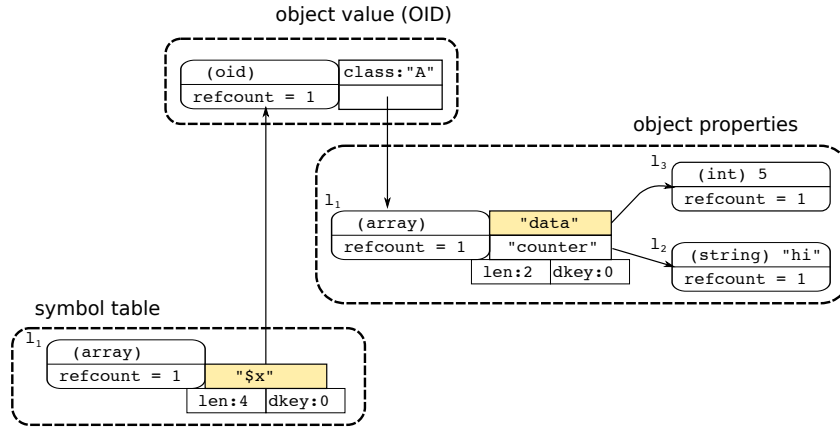 object value (OID)
(oid)
class:"A"
refcount = 1
object properties
l3
(int) 5
refcount = 1
l1
(array)
"data"
refcount = 1
"counter"
l2
(string) "hi"
refcount = 1
len:2
dkey:0
symbol table
l1
(array)
refcount = 1
"$x"
len:4
dkey:0